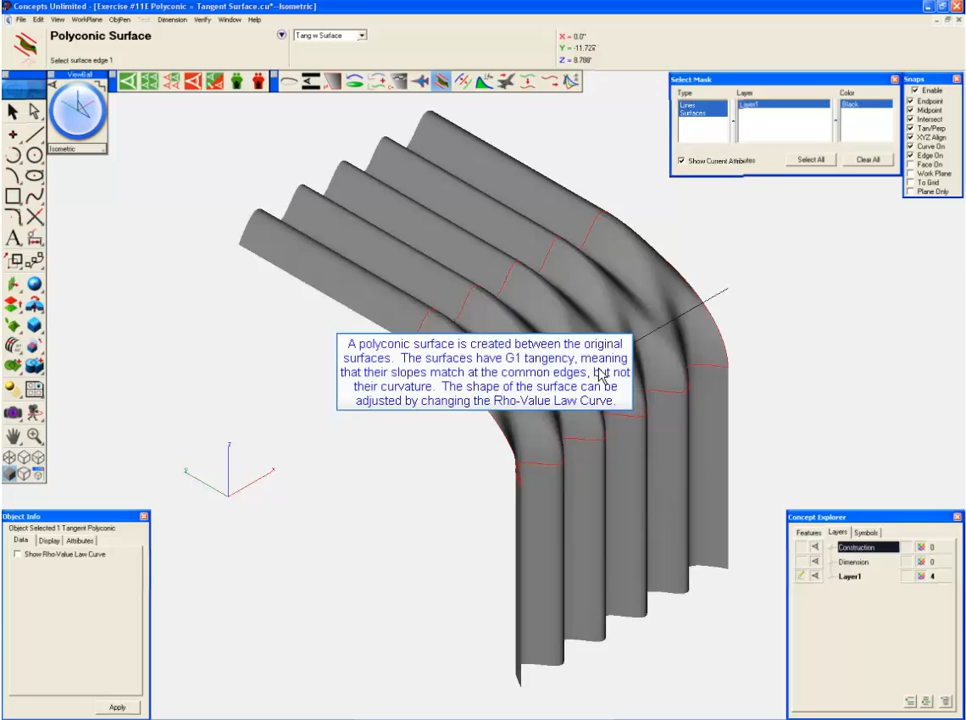 Concepts Unlimited - [Exercise #11E Polyconic - Tangent Surface.cu*--Isometric]
File Edit View WorkPlane ObjPen Text Dimension Verify Window Help
Polyconic Surface
Tang w Surface
Select surface edge 1
X = 0.0"
Y = -11.725"
Z = 8.788"
ViewBall
Isometric
Select Mask
Type Layer Color
Lines Layer1 Black
Surfaces
Show Current Attributes Select All Clear All
Snaps
Enable
Endpoint
Midpoint
Intersect
Tan/Perp
XYZ Align
Curve On
Edge On
Face On
Work Plane
To Grid
Plane Only
A polyconic surface is created between the original
surfaces. The surfaces have G1 tangency, meaning
that their slopes match at the common edges, but not
their curvature. The shape of the surface can be
adjusted by changing the Rho-Value Law Curve.
z
y x
Object Info
Object Selected 1 Tangent Polyconic
Data Display Attributes
Show Rho-Value Law Curve
Apply
Concept Explorer
Features Layers Symbols
Construction 0
Dimension 0
Layer1 4